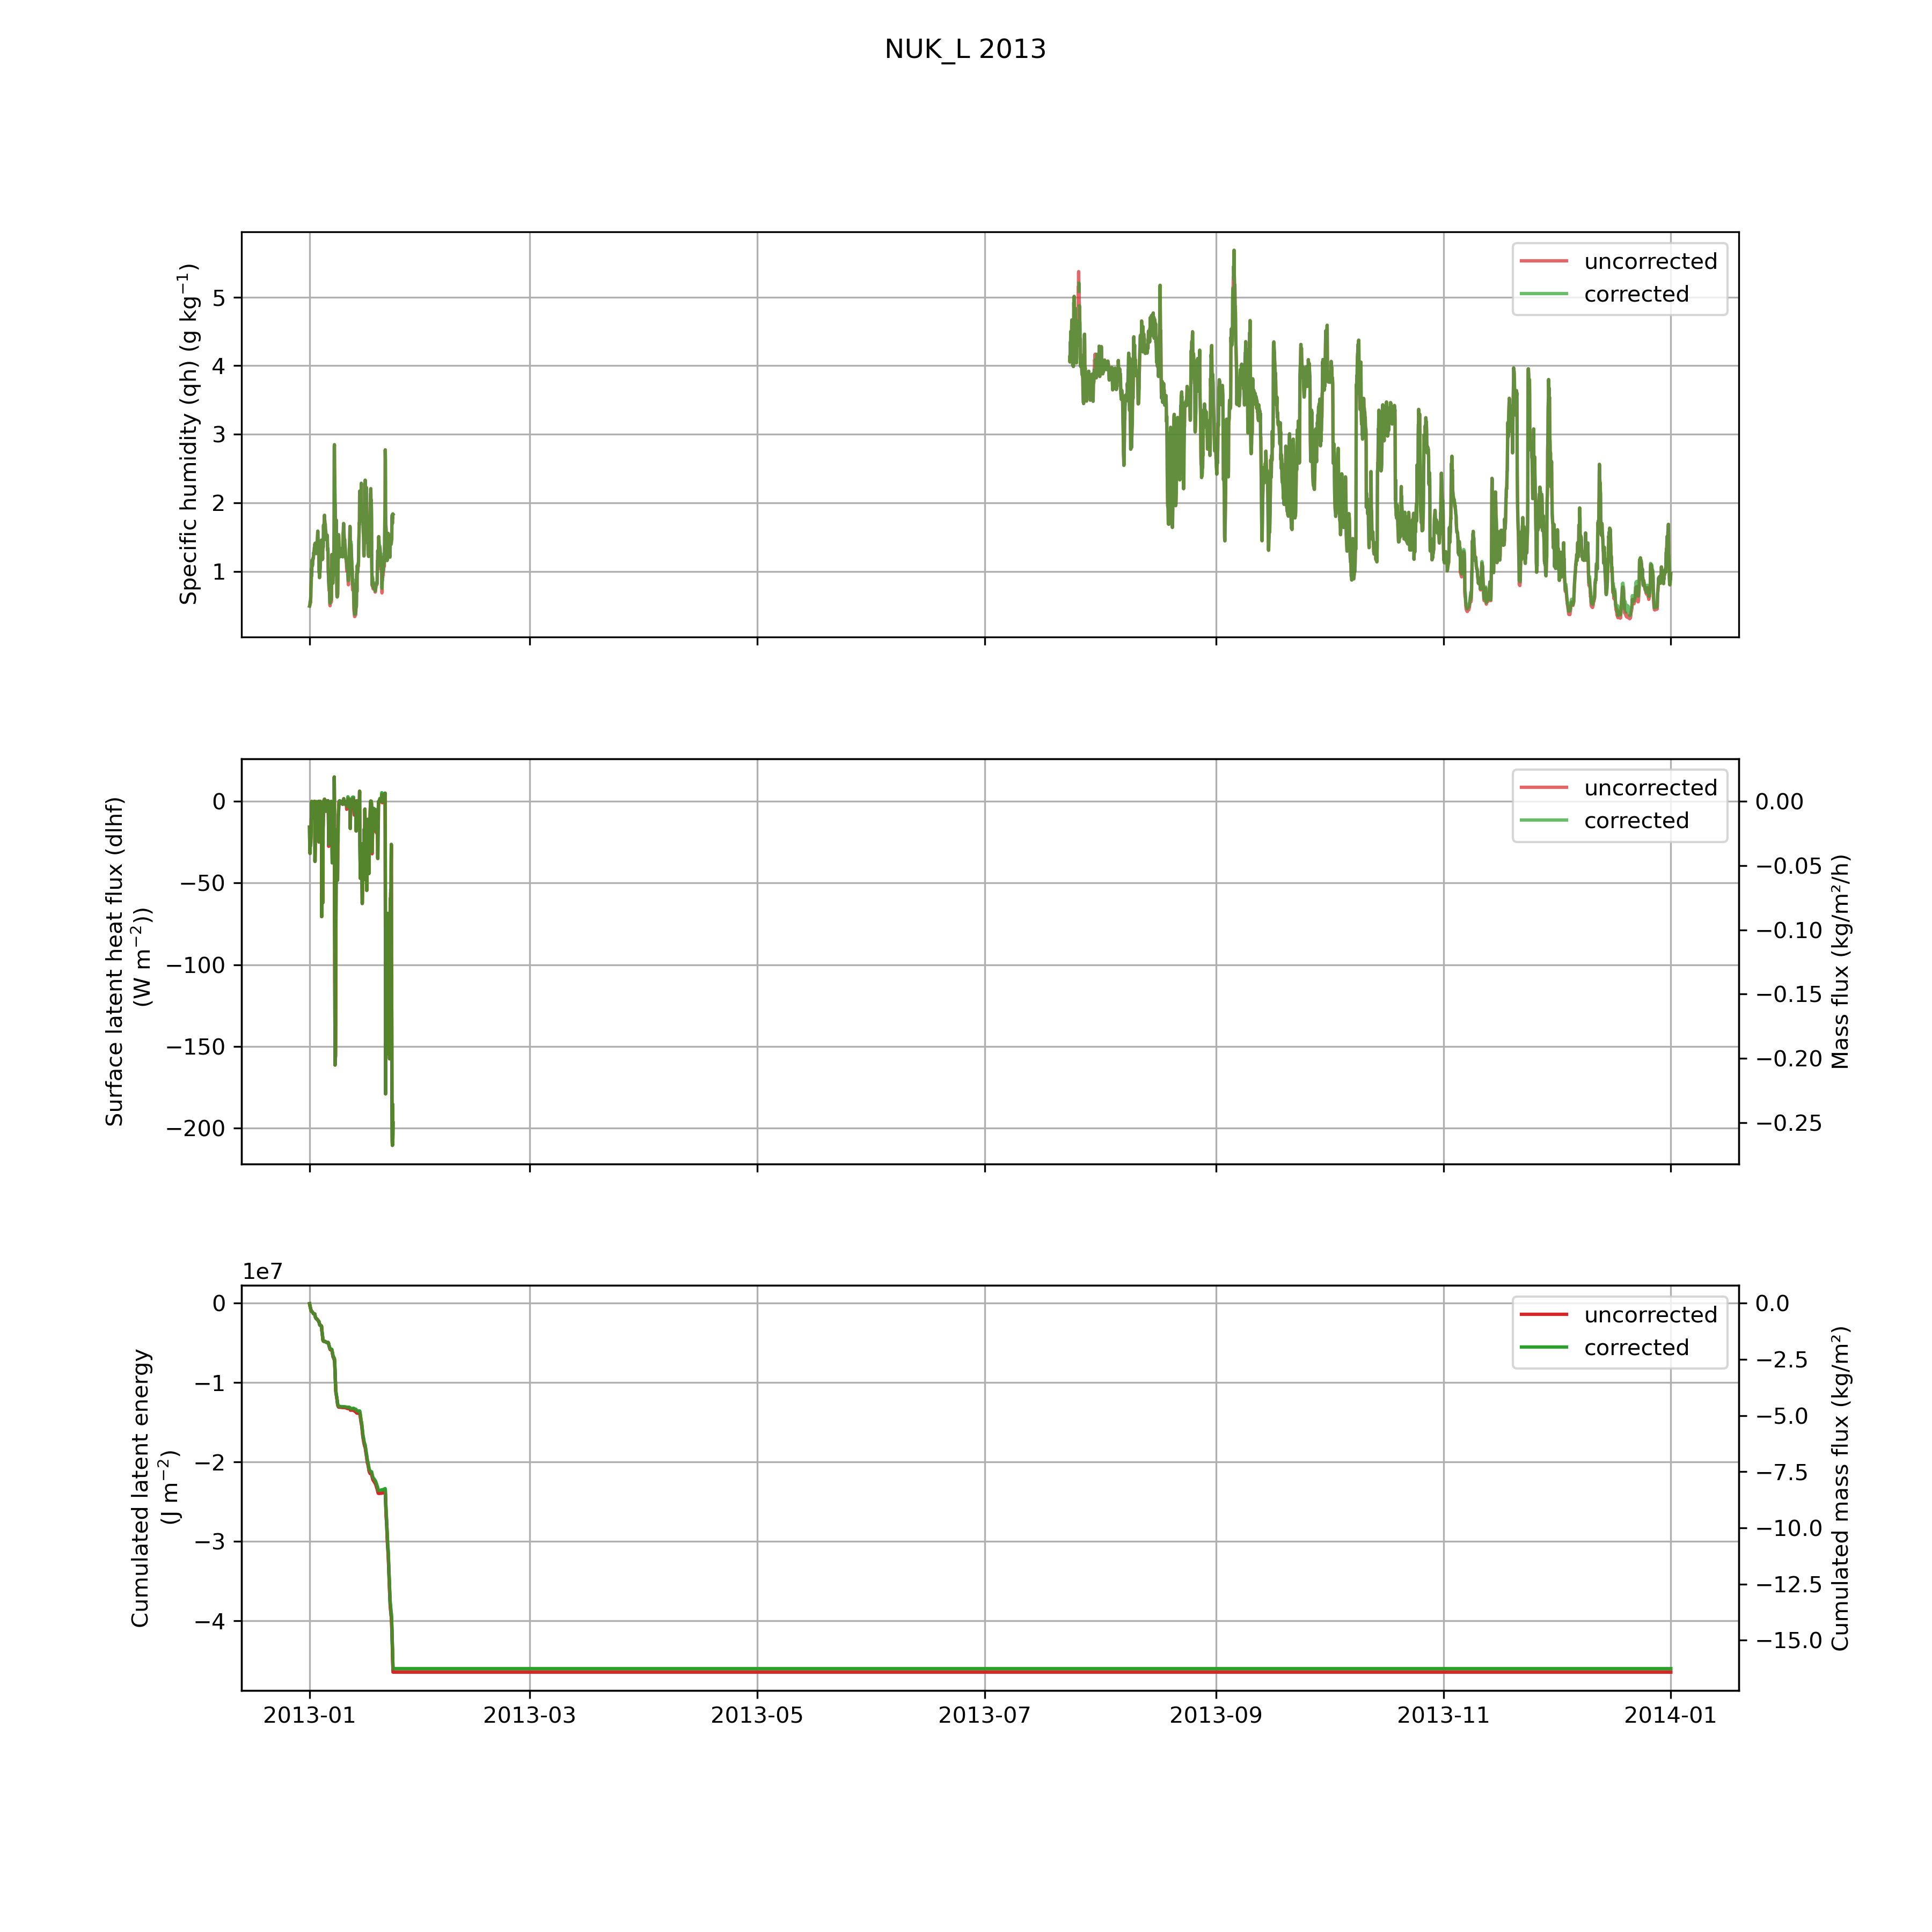 NUK_L 2013
Specific humidity (qh) (g kg⁻¹)
5
4
3
2
1
uncorrected
corrected
Surface latent heat flux (dlhf)
(W m⁻²))
0
−50
−100
−150
−200
uncorrected
corrected
0.00
−0.05
−0.10
−0.15
−0.20
−0.25
Mass flux (kg/m²/h)
1e7
Cumulated latent energy
(J m⁻²)
0
−1
−2
−3
−4
uncorrected
corrected
0.0
−2.5
−5.0
−7.5
−10.0
−12.5
−15.0
Cumulated mass flux (kg/m²)
2013-01 2013-03 2013-05 2013-07 2013-09 2013-11 2014-01